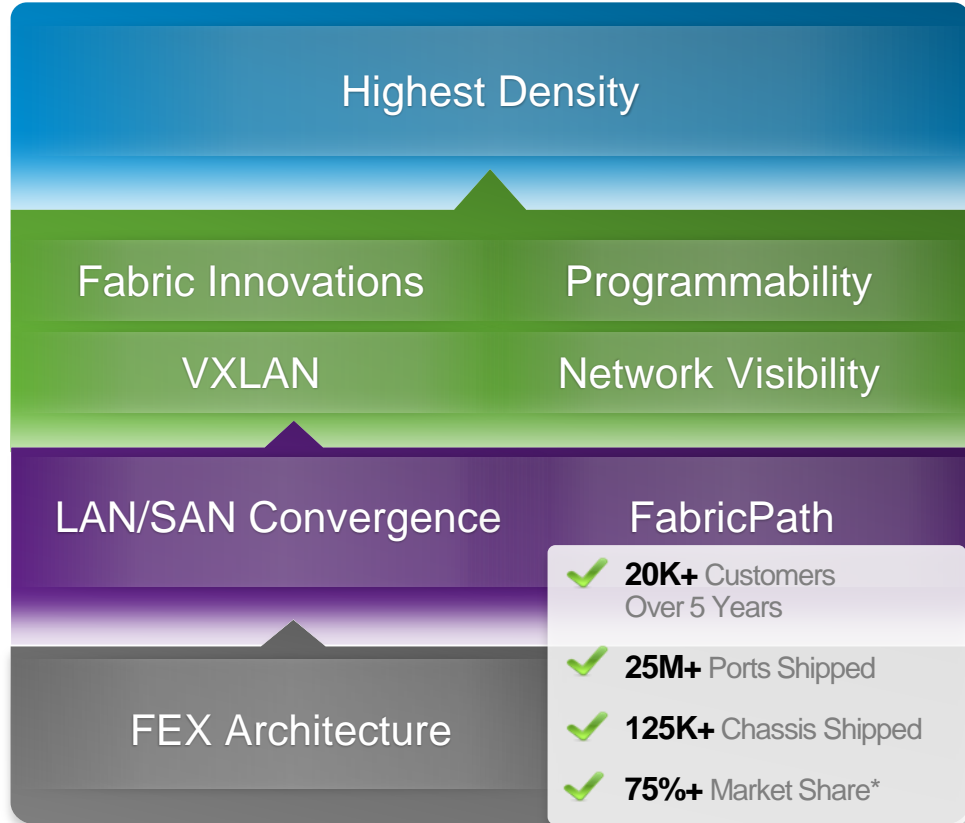 Highest Density
Fabric Innovations
Programmability
VXLAN
Network Visibility
LAN/SAN Convergence
FabricPath
20K+ Customers
Over 5 Years
25M+ Ports Shipped
FEX Architecture
125K+ Chassis Shipped
75%+ Market Share*